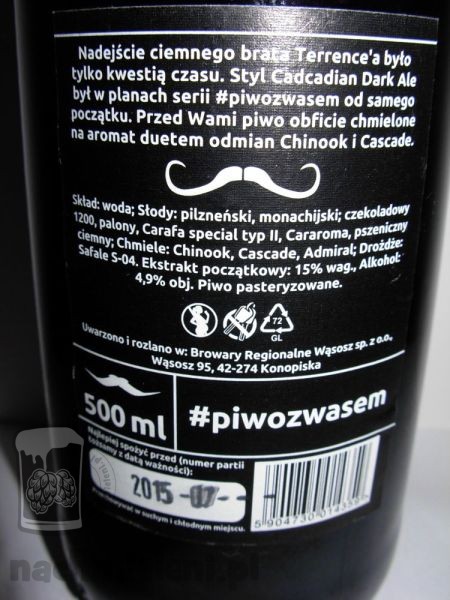 Nadejście ciemnego brata Terrence'a było
tylko kwestią czasu. Styl Cadcadian Dark Ale
był w planach serii #piwozwasem od samego
początku. Przed Wami piwo obficie chmielone
na aromat duetem odmian Chinook i Cascade.
Skład: woda; Słody: pilzneński, monachijski; czekoladowy
1200, palony, Carafa special typ II, Cararoma, pszeniczny
ciemny; Chmiele: Chinook, Cascade, Admiral; Drożdże:
Safale S-04. Ekstrakt początkowy: 15% wag., Alkohol:
4,9% obj. Piwo pasteryzowane.
72
GL
Uwarzono i rozlano w: Browary Regionalne Wąsosz sp. z o.o.,
Wąsosz 95, 42-274 Konopiska
500 ml
#piwozwasem
Najlepiej spożyć przed (numer partii
tożsamy z datą ważności):
2015-07-
w suchym i chłodnym miejscu.